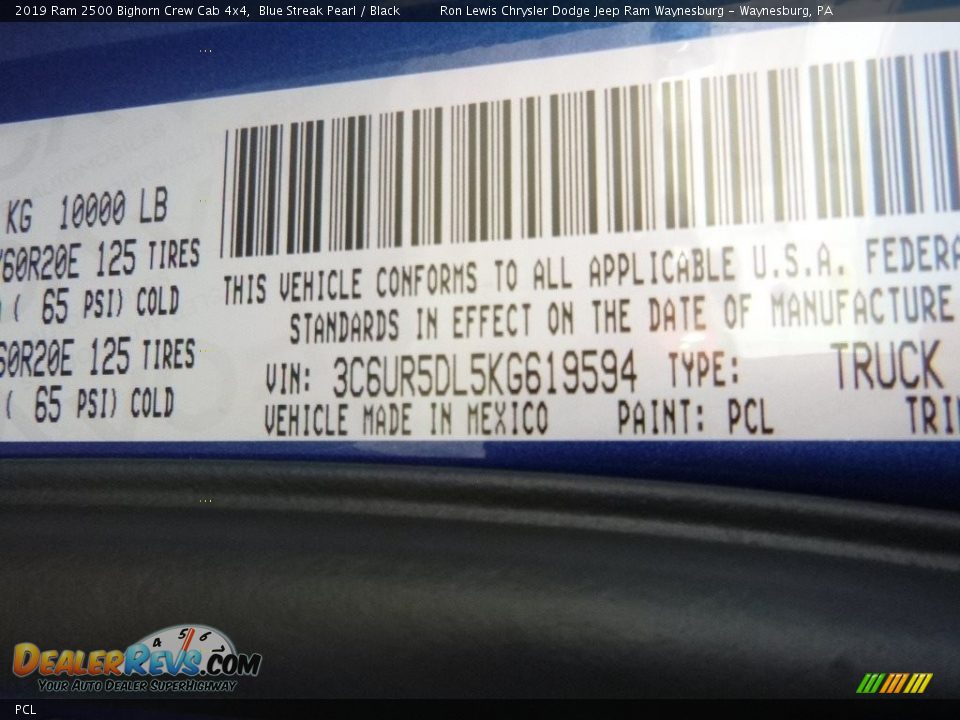 2019 Ram 2500 Bighorn Crew Cab 4x4, Blue Streak Pearl / Black Ron Lewis Chrysler Dodge Jeep Ram Waynesburg - Waynesburg, PA
KG 10000 LB
60R20E 125 TIRES
( 65 PSI) COLD
60R20E 125 TIRES
( 65 PSI) COLD
THIS VEHICLE CONFORMS TO ALL APPLICABLE U.S.A. FEDERA
STANDARDS IN EFFECT ON THE DATE OF MANUFACTURE
VIN: 3C6UR5DL5KG619594 TYPE: TRUCK
VEHICLE MADE IN MEXICO PAINT: PCL TRI
4 5 6
DEALERREVS.COM
YOUR AUTO DEALER SUPERHIGHWAY
PCL